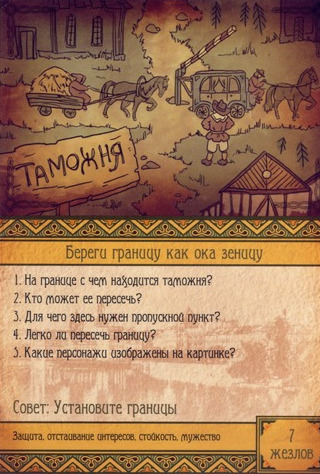 ТАМОЖНЯ
Береги границу как ока зеницу
1. На границе с чем находится таможня?
2. Кто может ее пересечь?
3. Для чего здесь нужен пропускной пункт?
4. Легко ли пересечь границу?
5. Какие персонажи изображены на картинке?
Совет: Установите границы
Защита, отстаивание интересов, стойкость, мужество
7
жезлов